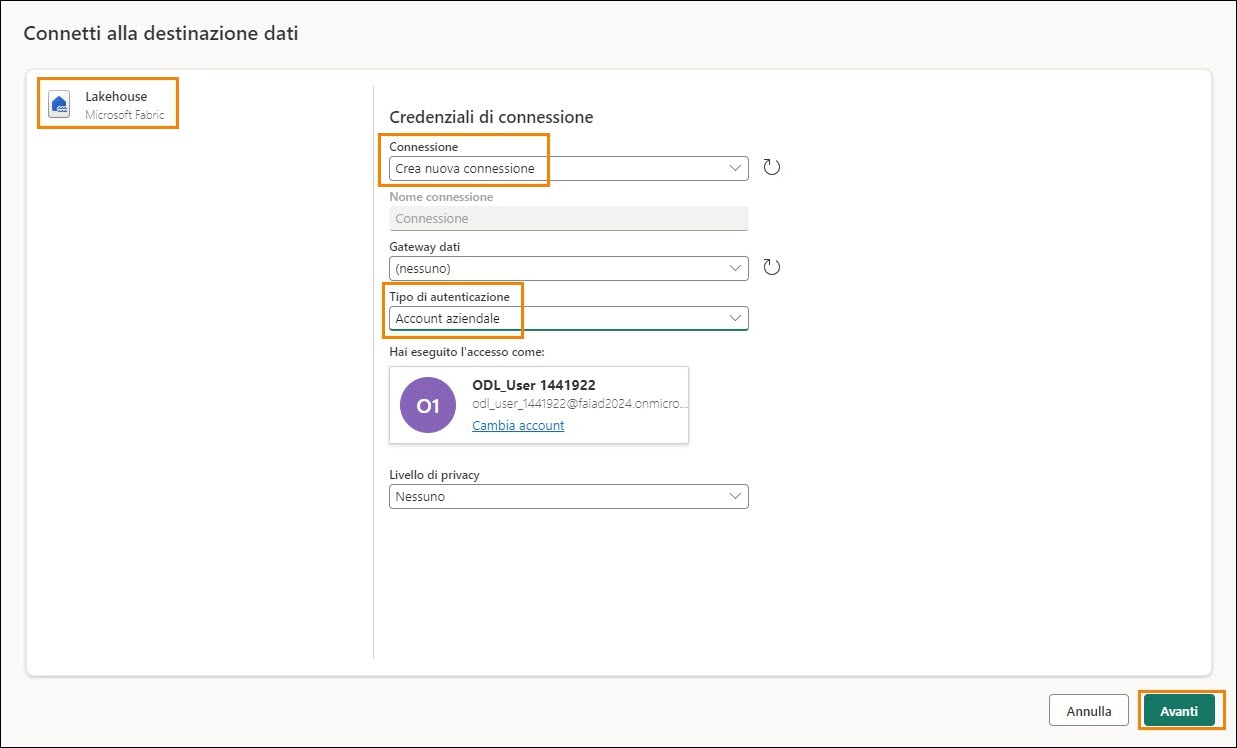 Connetti alla destinazione dati
Lakehouse
Microsoft Fabric
Credenziali di connessione
Connessione
Crea nuova connessione
Nome connessione
Connessione
Gateway dati
(nessuno)
Tipo di autenticazione
Account aziendale
Hai eseguito l'accesso come:
O1
ODL_User 1441922
odl_user_1441922@faiad2024.onmicro...
Cambia account
Livello di privacy
Nessuno
Annulla
Avanti